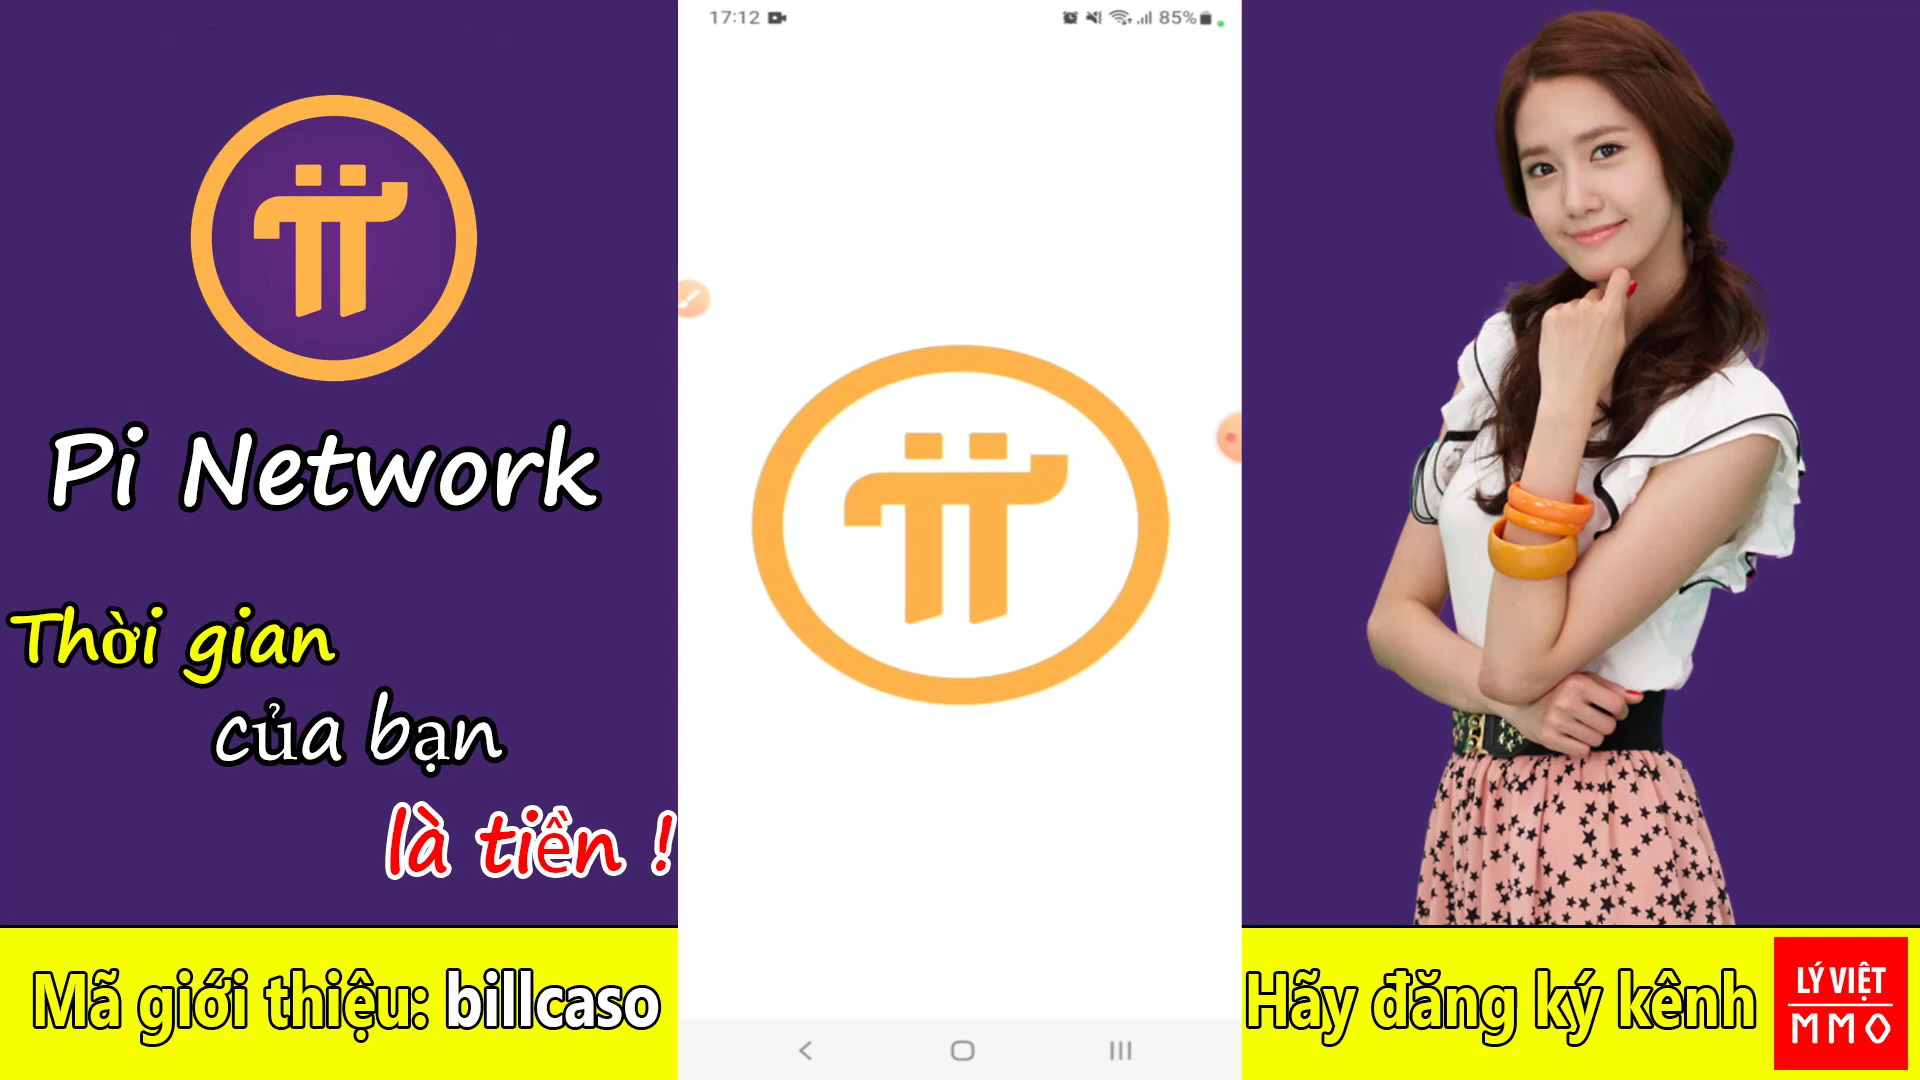 17:12
85%
Pi Network
Thời gian
của bạn
là tiền !
Mã giới thiệu: billcaso
Hãy đăng ký kênh
LÝ VIỆT
MMO